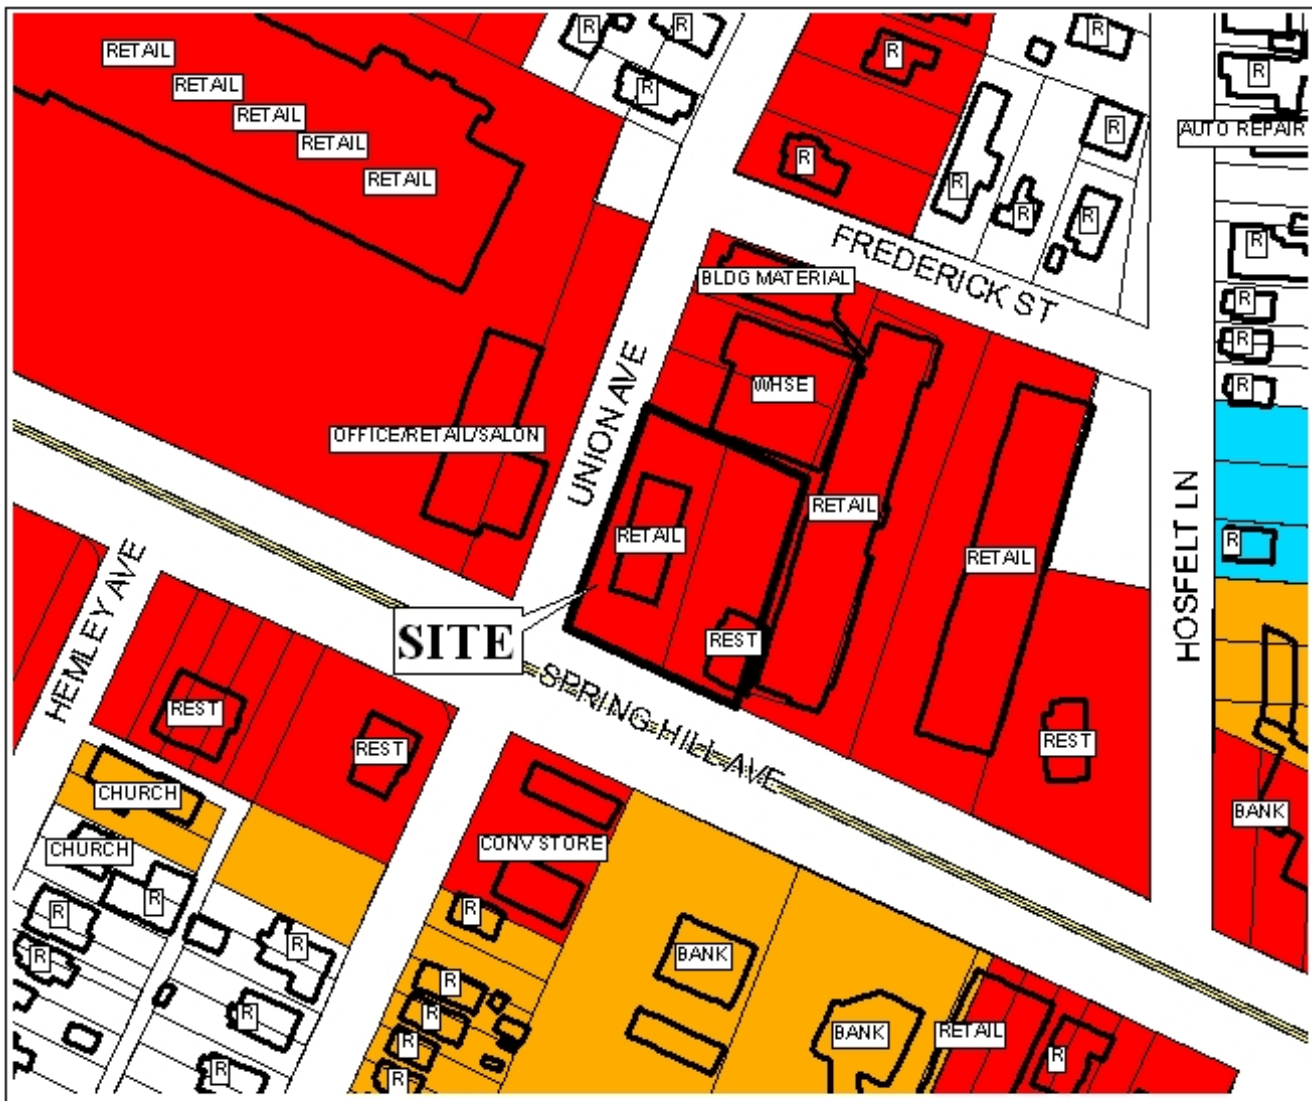 R
R
RETAIL
R
R
R
R
RETAIL
R
RETAIL
R
AUTO REPAIR
RETAIL
R
RETAIL
R
R
R
R
FREDERICK ST
R
BLDG MATERIAL
R
R
WHSE
R
UNION AVE
OFFICE/RETAIL/SALON
RETAIL
RETAIL
RETAIL
R
HOSFELT LN
HEMLEY AVE
SITE
REST
SPRING HILL AVE
REST
REST
REST
CHURCH
BANK
CHURCH
CONV STORE
R
R
R
R
BANK
R
R
R
R
BANK
RETAIL
R
R
R
R